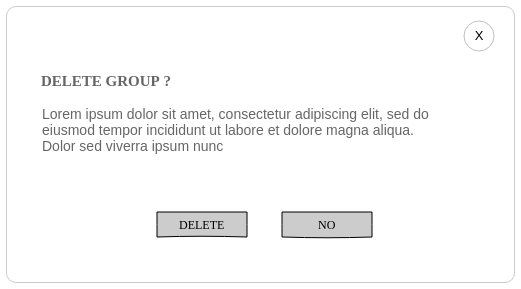 X
DELETE GROUP ?
Lorem ipsum dolor sit amet, consectetur adipiscing elit, sed do
eiusmod tempor incididunt ut labore et dolore magna aliqua.
Dolor sed viverra ipsum nunc
DELETE
NO